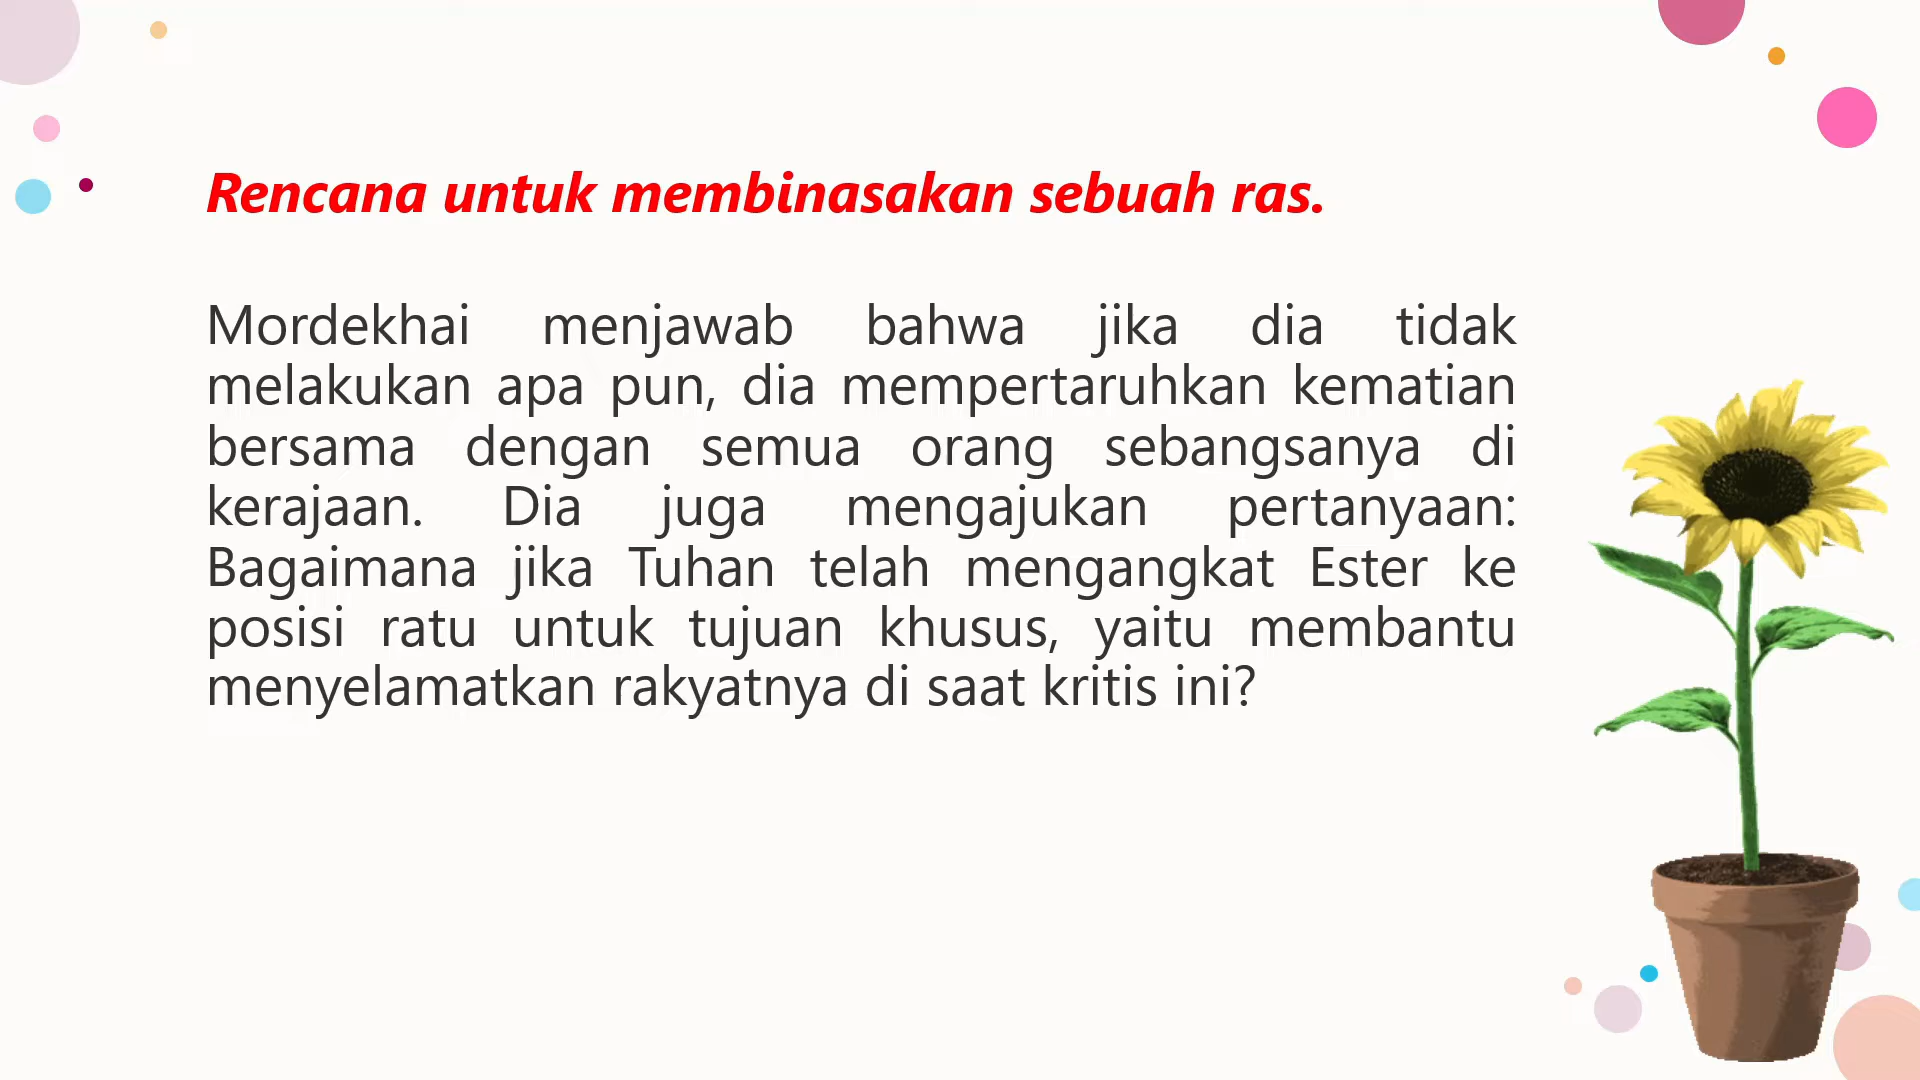 Rencana untuk membinasakan sebuah ras.
Mordekhai menjawab bahwa jika dia tidak
melakukan apa pun, dia mempertaruhkan kematian
bersama dengan semua orang sebangsanya di
kerajaan. Dia juga mengajukan pertanyaan:
Bagaimana jika Tuhan telah mengangkat Ester ke
posisi ratu untuk tujuan khusus, yaitu membantu
menyelamatkan rakyatnya di saat kritis ini?